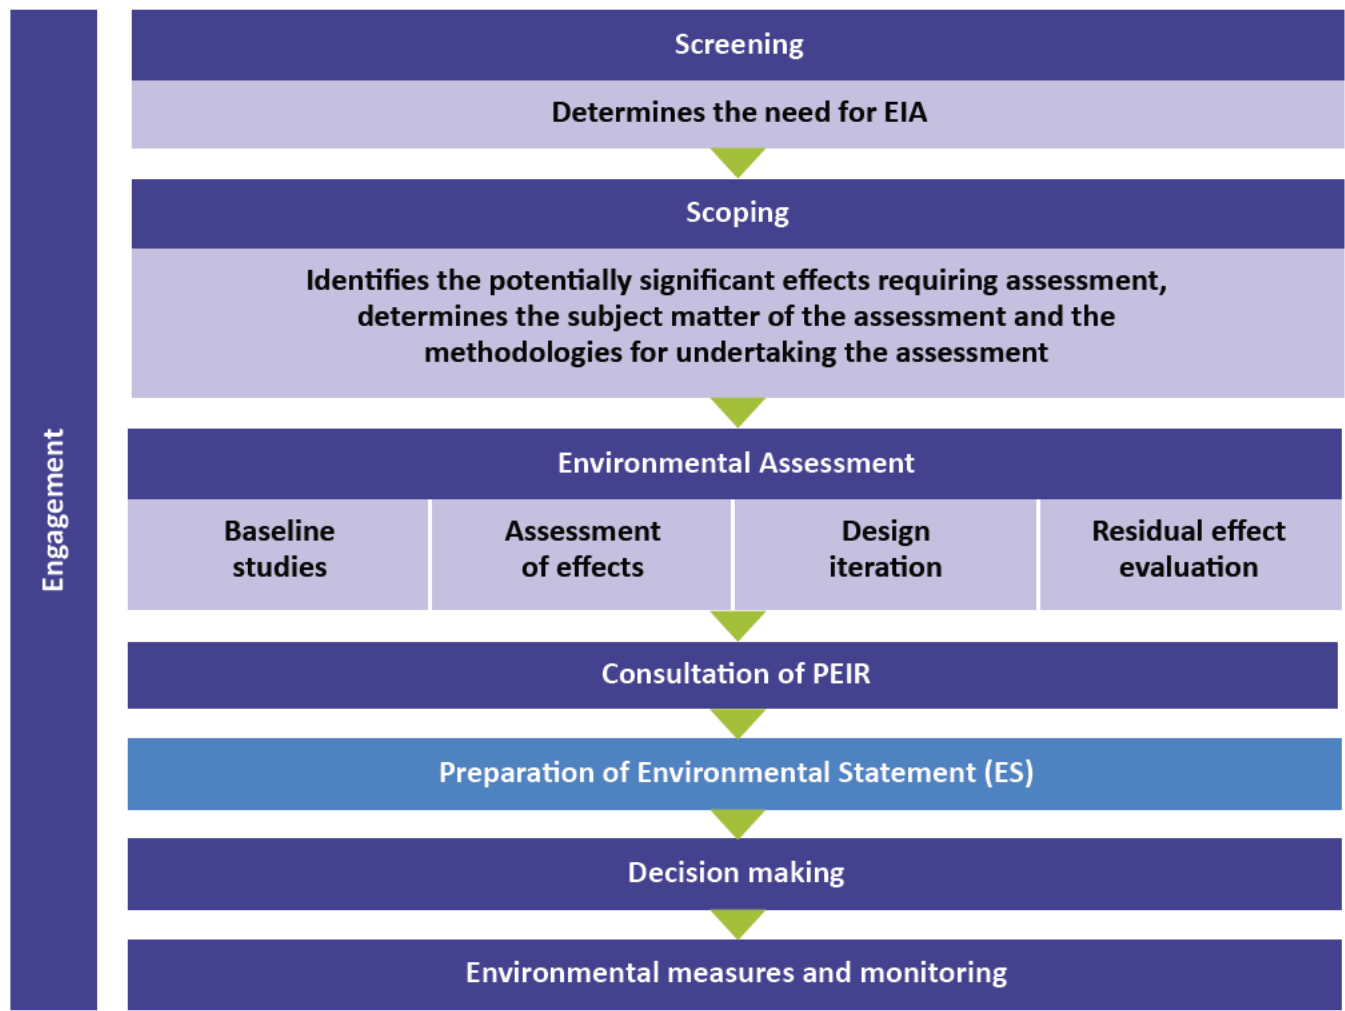 Engagement
Screening
Determines the need for EIA
Scoping
Identifies the potentially significant effects requiring assessment,
determines the subject matter of the assessment and the
methodologies for undertaking the assessment
Environmental Assessment
Baseline
studies
Assessment
of effects
Design
iteration
Residual effect
evaluation
Consultation of PEIR
Preparation of Environmental Statement (ES)
Decision making
Environmental measures and monitoring